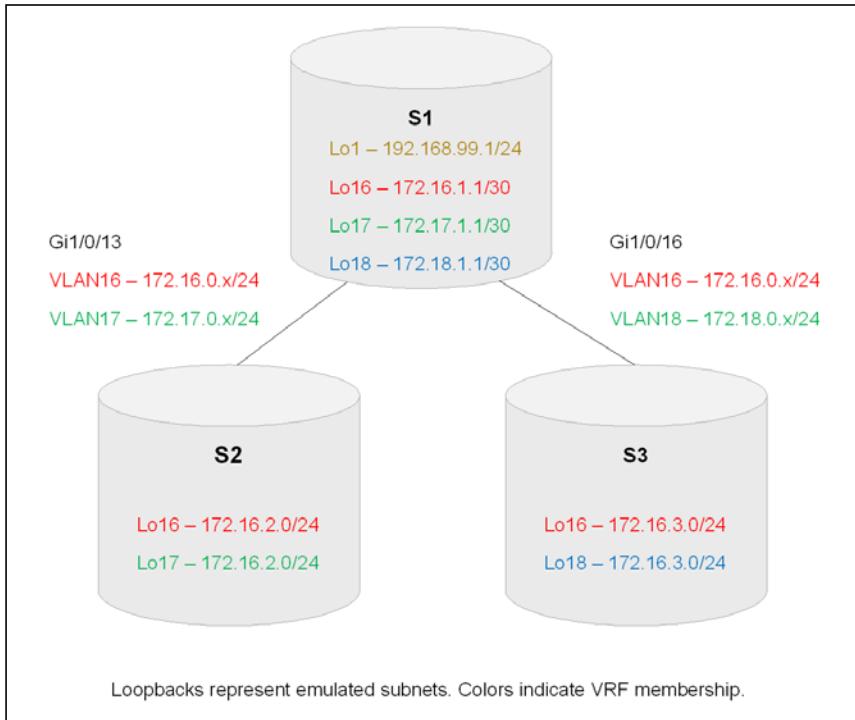 S1
Lo1 – 192.168.99.1/24
Lo16 – 172.16.1.1/30
Lo17 – 172.17.1.1/30
Lo18 – 172.18.1.1/30
Gi1/0/13
VLAN16 – 172.16.0.x/24
VLAN17 – 172.17.0.x/24
Gi1/0/16
VLAN16 – 172.16.0.x/24
VLAN18 – 172.18.0.x/24
S2
Lo16 – 172.16.2.0/24
Lo17 – 172.16.2.0/24
S3
Lo16 – 172.16.3.0/24
Lo18 – 172.16.3.0/24
Loopbacks represent emulated subnets. Colors indicate VRF membership.